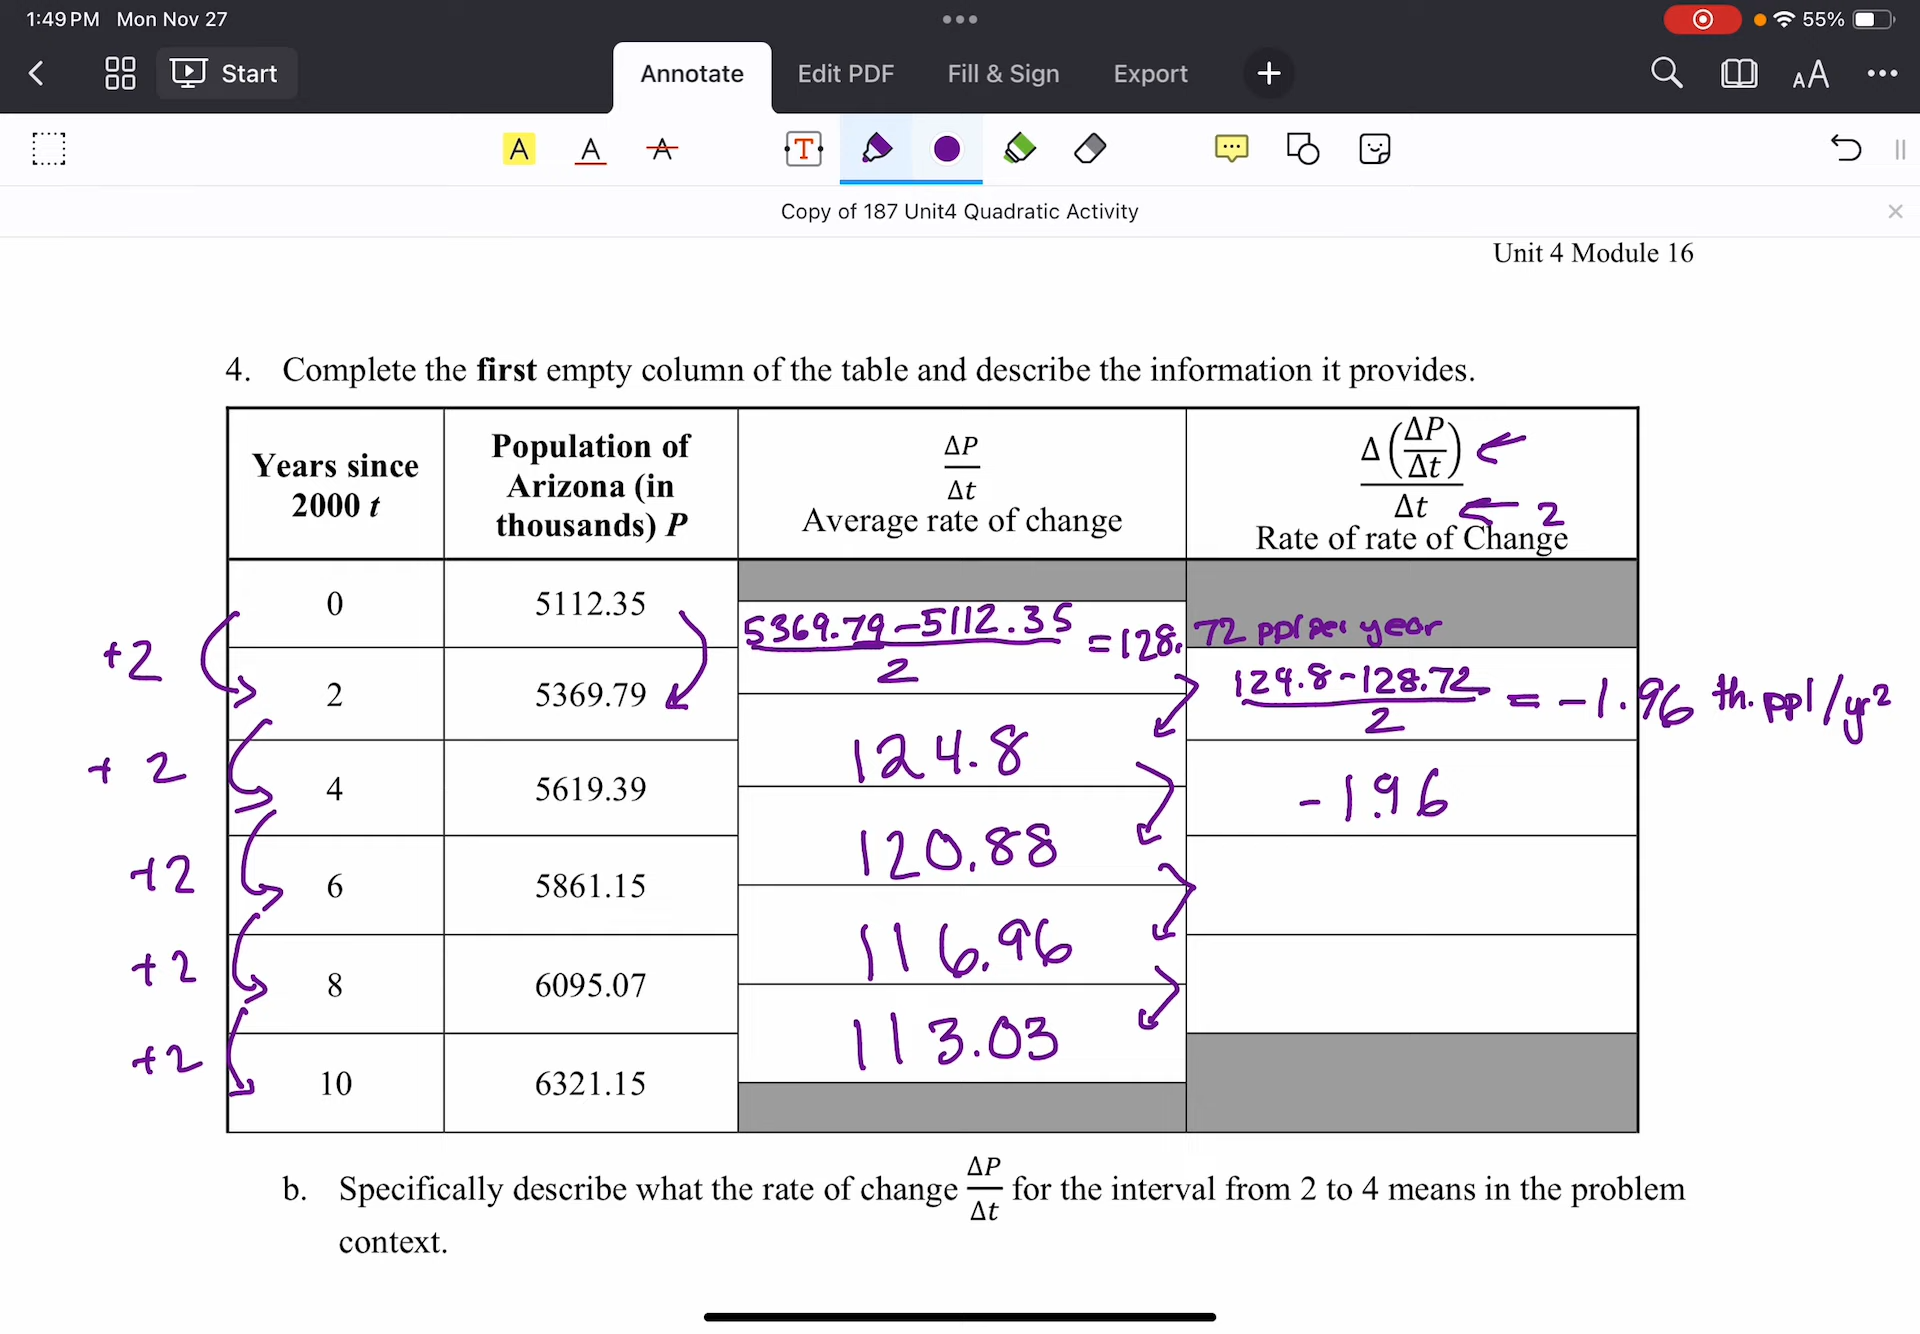 1:49 PM Mon Nov 27
55%
Start
Annotate
Edit PDF
Fill & Sign
Export
A A A T
AA
Copy of 187 Unit4 Quadratic Activity
Unit 4 Module 16
4. Complete the first empty column of the table and describe the information it provides.
Years since 2000 t
Population of Arizona (in thousands) P
ΔP/Δt
Average rate of change
Δ(ΔP/Δt)/Δt ← 2
Rate of rate of Change
0 5112.35
+2
(5369.79 - 5112.35)/2 = 128.72 ppl per year
2 5369.79
(124.8 - 128.72)/2 = -1.96 th. ppl/yr²
+2
124.8
4 5619.39
-1.96
+2
120.88
6 5861.15
+2
116.96
8 6095.07
+2
113.03
10 6321.15
b. Specifically describe what the rate of change ΔP/Δt for the interval from 2 to 4 means in the problem
context.